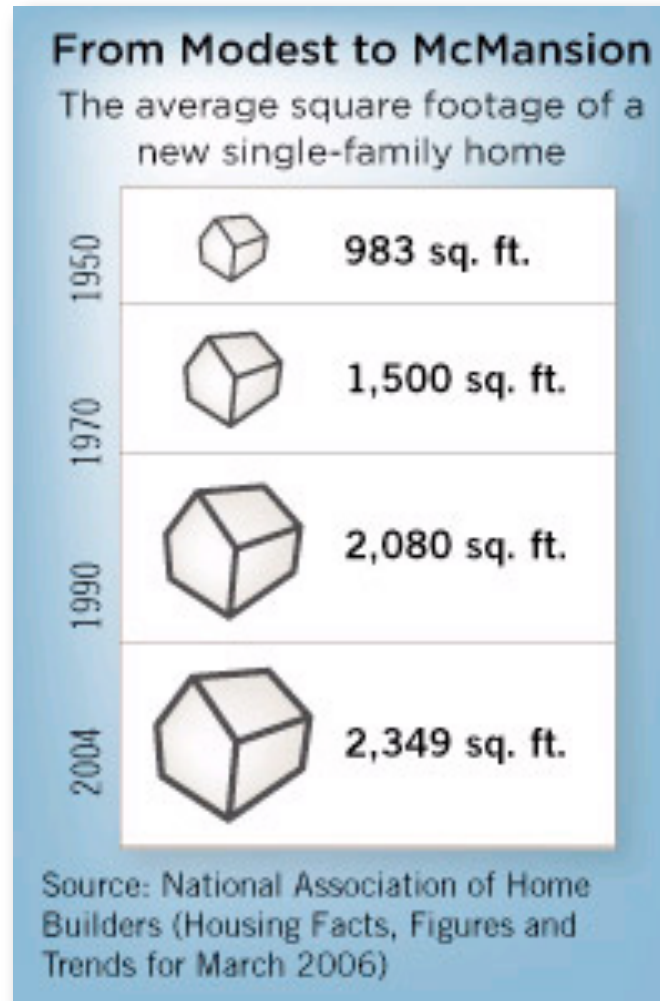 From Modest to McMansion
The average square footage of a
new single-family home
1950
983 sq. ft.
1970
1,500 sq. ft.
1990
2,080 sq. ft.
2004
2,349 sq. ft.
Source: National Association of Home
Builders (Housing Facts, Figures and
Trends for March 2006)